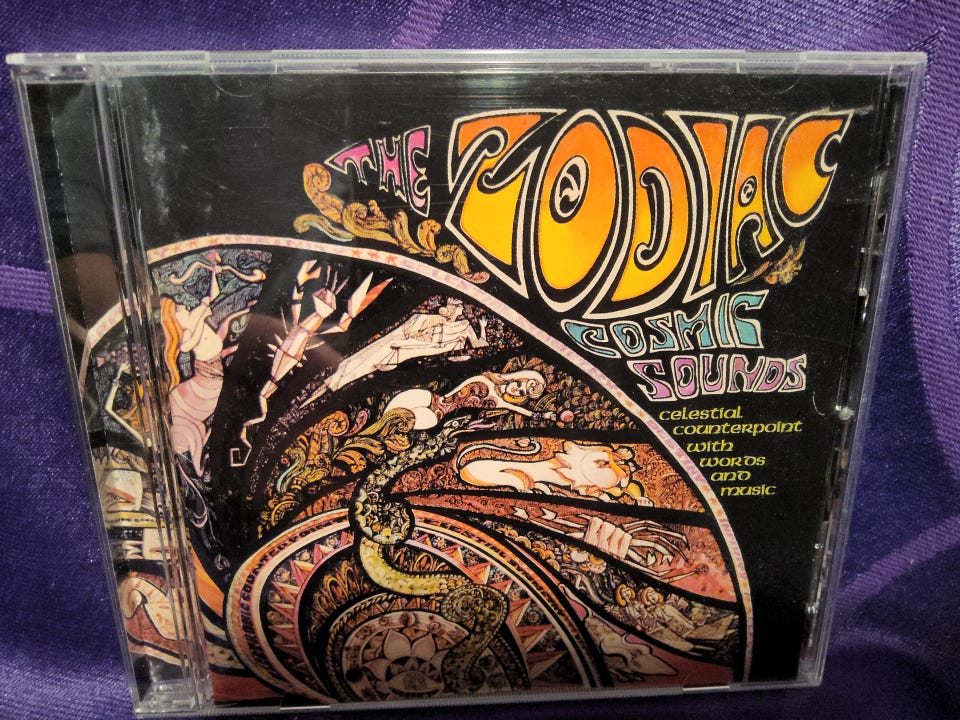 THE ZODIAC
COSMIC
SOUNDS
celestial
counterpoint
with
words
and
music